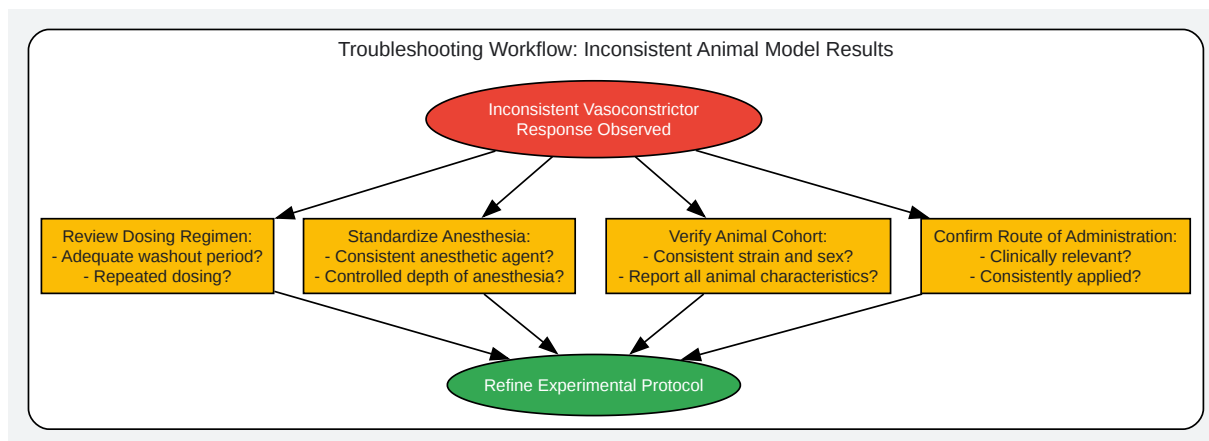 Troubleshooting Workflow: Inconsistent Animal Model Results
Inconsistent Vasoconstrictor
Response Observed
Review Dosing Regimen:
- Adequate washout period?
- Repeated dosing?
Standardize Anesthesia:
- Consistent anesthetic agent?
- Controlled depth of anesthesia?
Verify Animal Cohort:
- Consistent strain and sex?
- Report all animal characteristics?
Confirm Route of Administration:
- Clinically relevant?
- Consistently applied?
Refine Experimental Protocol